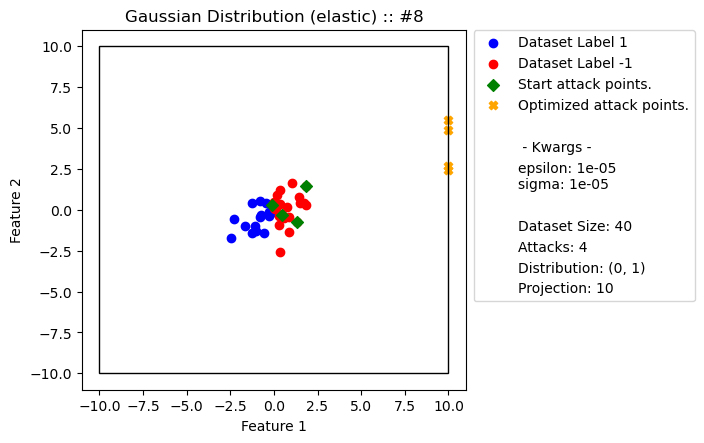 Gaussian Distribution (elastic) :: #8
10.0
7.5
5.0
2.5
0.0
−2.5
−5.0
−7.5
−10.0
Feature 2
−10.0 −7.5 −5.0 −2.5 0.0 2.5 5.0 7.5 10.0
Feature 1
Dataset Label 1
Dataset Label -1
Start attack points.
Optimized attack points.
- Kwargs -
epsilon: 1e-05
sigma: 1e-05
Dataset Size: 40
Attacks: 4
Distribution: (0, 1)
Projection: 10